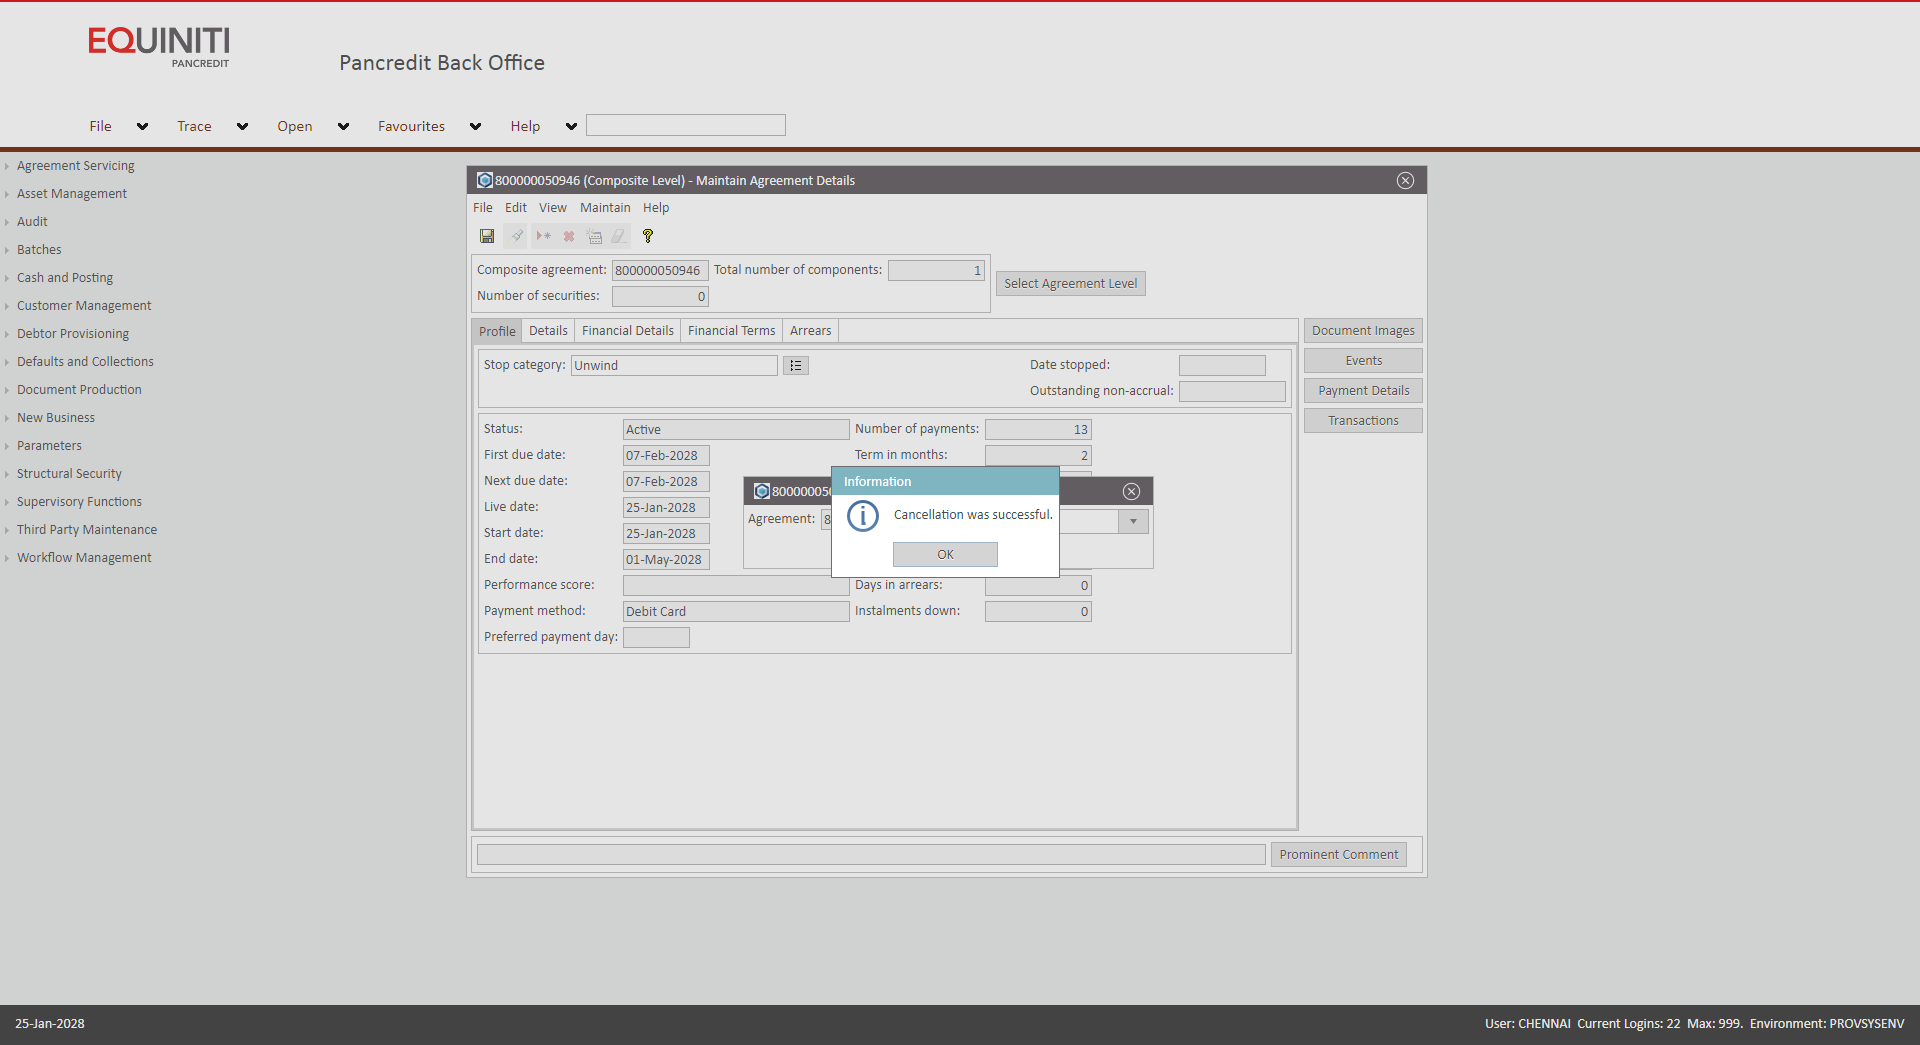 EQUINITI
PANCREDIT
Pancredit Back Office
File Trace Open Favourites Help
Agreement Servicing
Asset Management
Audit
Batches
Cash and Posting
Customer Management
Debtor Provisioning
Defaults and Collections
Document Production
New Business
Parameters
Structural Security
Supervisory Functions
Third Party Maintenance
Workflow Management
800000050946 (Composite Level) - Maintain Agreement Details
File Edit View Maintain Help
Composite agreement: 800000050946 Total number of components: 1
Select Agreement Level
Number of securities: 0
Profile Details Financial Details Financial Terms Arrears
Stop category: Unwind Date stopped:
Outstanding non-accrual:
Status: Active Number of payments: 13
First due date: 07-Feb-2028 Term in months: 2
Next due date: 07-Feb-2028
Live date: 25-Jan-2028
Start date: 25-Jan-2028
End date: 01-May-2028
Performance score: Days in arrears: 0
Payment method: Debit Card Instalments down: 0
Preferred payment day:
Document Images
Events
Payment Details
Transactions
Agreement: 8
Information
Cancellation was successful.
OK
Prominent Comment
25-Jan-2028
User: CHENNAI Current Logins: 22 Max: 999. Environment: PROVSYSENV